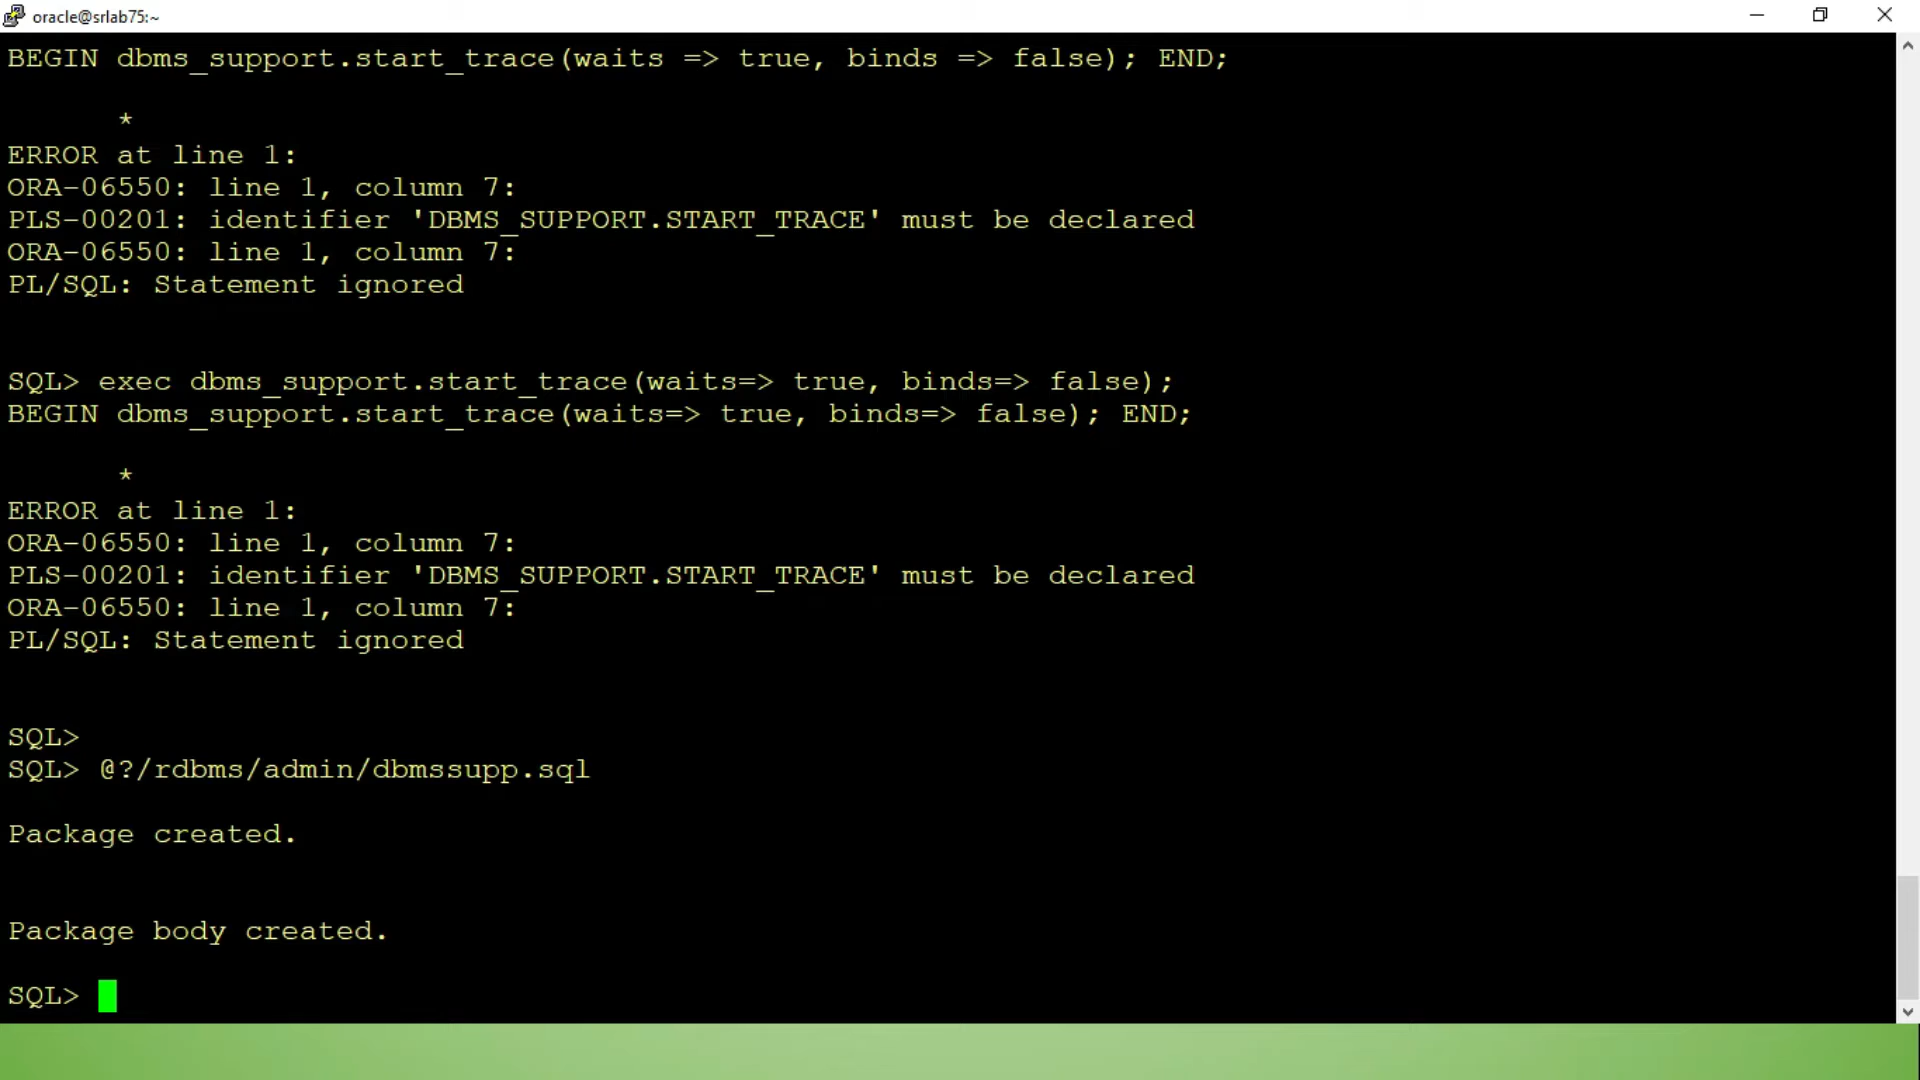 oracle@srlab75:~
BEGIN dbms_support.start_trace(waits => true, binds => false); END;
*
ERROR at line 1:
ORA-06550: line 1, column 7:
PLS-00201: identifier 'DBMS_SUPPORT.START_TRACE' must be declared
ORA-06550: line 1, column 7:
PL/SQL: Statement ignored
SQL> exec dbms_support.start_trace(waits=> true, binds=> false);
BEGIN dbms_support.start_trace(waits=> true, binds=> false); END;
*
ERROR at line 1:
ORA-06550: line 1, column 7:
PLS-00201: identifier 'DBMS_SUPPORT.START_TRACE' must be declared
ORA-06550: line 1, column 7:
PL/SQL: Statement ignored
SQL>
SQL> @?/rdbms/admin/dbmssupp.sql
Package created.
Package body created.
SQL>